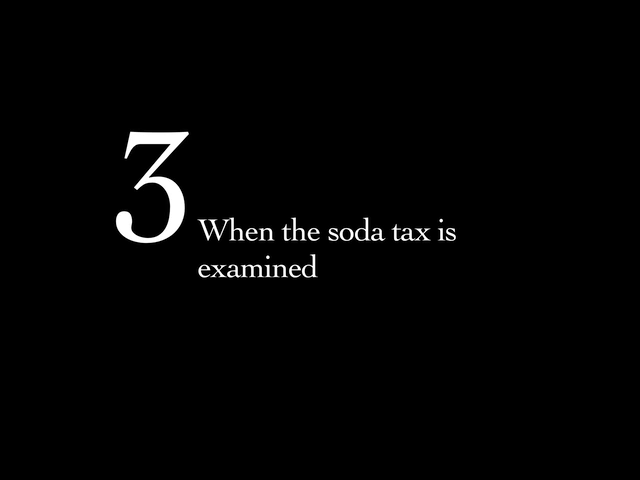 3
When the soda tax is
examined